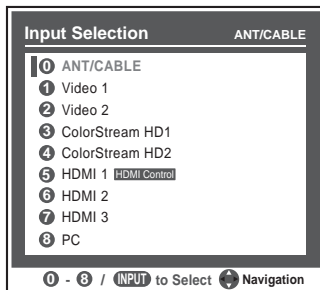 Input Selection ANT/CABLE
0 ANT/CABLE
1 Video 1
2 Video 2
3 ColorStream HD1
4 ColorStream HD2
5 HDMI 1 HDMI Control
6 HDMI 2
7 HDMI 3
8 PC
0 - 8 / INPUT to Select Navigation